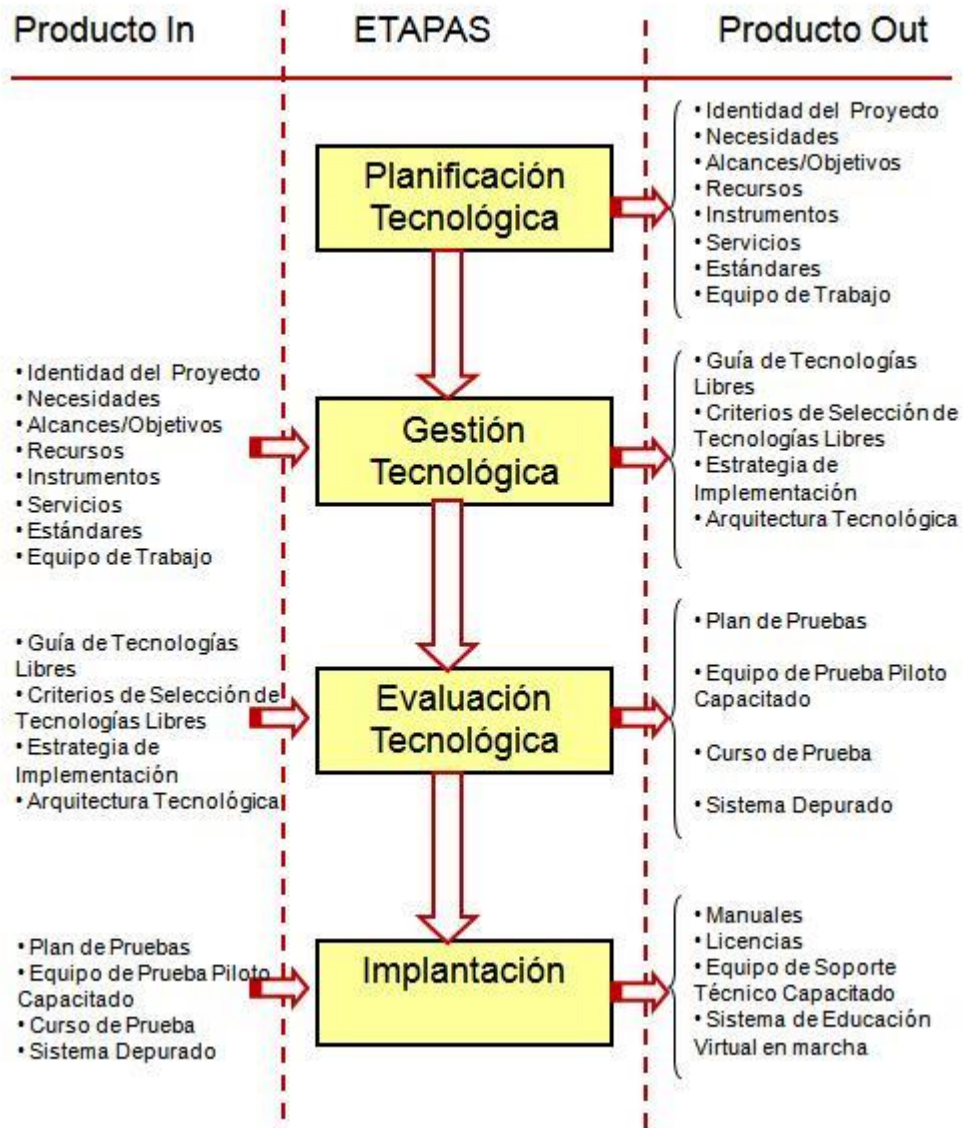 Producto In
ETAPAS
Producto Out
Planificación
Tecnológica
• Identidad del Proyecto
• Necesidades
• Alcances/Objetivos
• Recursos
• Instrumentos
• Servicios
• Estándares
• Equipo de Trabajo
• Identidad del Proyecto
• Necesidades
• Alcances/Objetivos
• Recursos
• Instrumentos
• Servicios
• Estándares
• Equipo de Trabajo
Gestión
Tecnológica
• Guía de Tecnologías
Libres
• Criterios de Selección de
Tecnologías Libres
• Estrategia de
Implementación
• Arquitectura Tecnológica
• Guía de Tecnologías
Libres
• Criterios de Selección de
Tecnologías Libres
• Estrategia de
Implementación
• Arquitectura Tecnológica
Evaluación
Tecnológica
• Plan de Pruebas
• Equipo de Prueba Piloto
Capacitado
• Curso de Prueba
• Sistema Depurado
• Plan de Pruebas
• Equipo de Prueba Piloto
Capacitado
• Curso de Prueba
• Sistema Depurado
Implantación
• Manuales
• Licencias
• Equipo de Soporte
Técnico Capacitado
• Sistema de Educación
Virtual en marcha